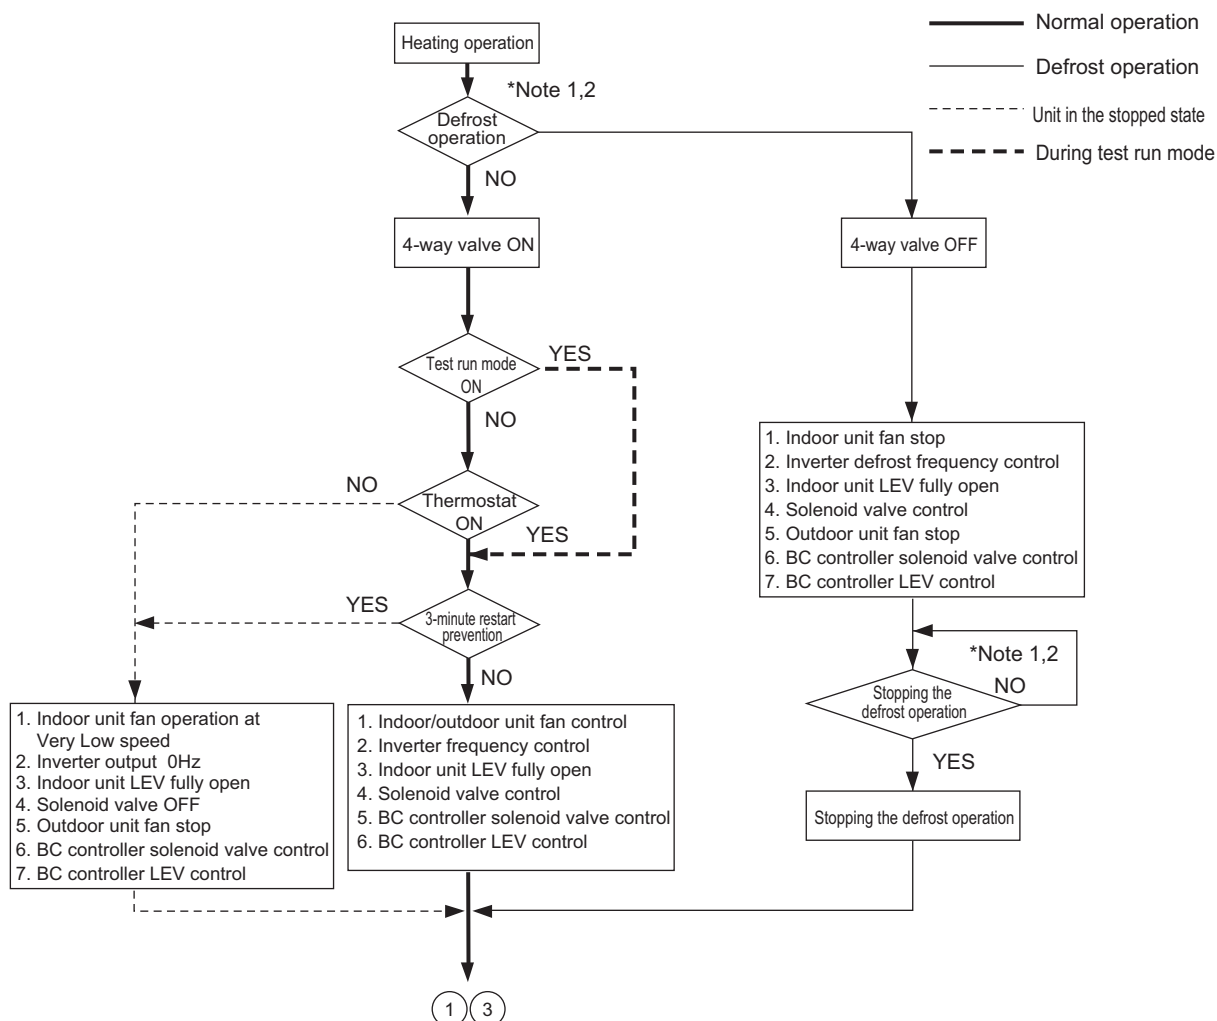 Normal operation
Defrost operation
Unit in the stopped state
During test run mode
Heating operation
*Note 1,2
Defrost
operation
NO
4-way valve ON
4-way valve OFF
Test run mode
ON
YES
NO
Thermostat
ON
NO
YES
3-minute restart
prevention
YES
NO
1. Indoor unit fan stop
2. Inverter defrost frequency control
3. Indoor unit LEV fully open
4. Solenoid valve control
5. Outdoor unit fan stop
6. BC controller solenoid valve control
7. BC controller LEV control
*Note 1,2
Stopping the
defrost operation
NO
YES
Stopping the defrost operation
1. Indoor unit fan operation at
Very Low speed
2. Inverter output 0Hz
3. Indoor unit LEV fully open
4. Solenoid valve OFF
5. Outdoor unit fan stop
6. BC controller solenoid valve control
7. BC controller LEV control
1. Indoor/outdoor unit fan control
2. Inverter frequency control
3. Indoor unit LEV fully open
4. Solenoid valve control
5. BC controller solenoid valve control
6. BC controller LEV control
1 3